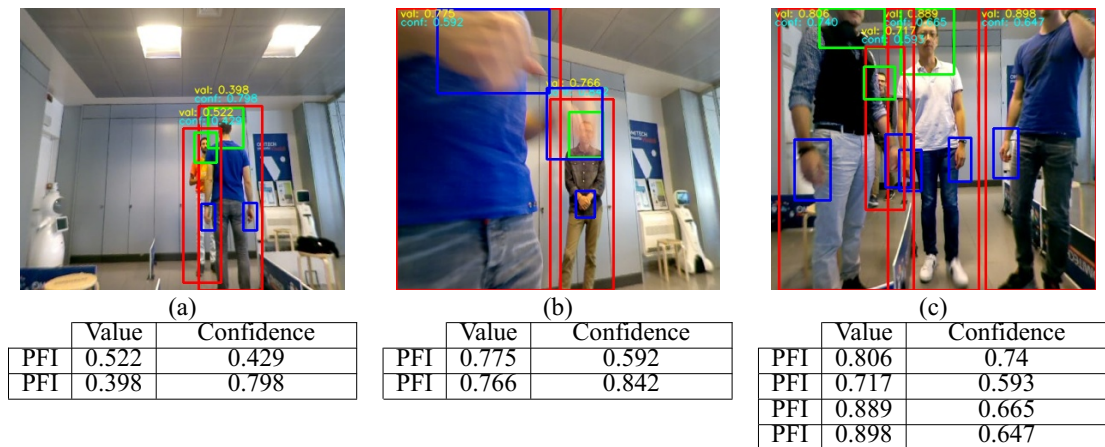 val: 0.398
conf: 0.798
val: 0.522
conf: 0.429
val: 0.775
conf: 0.592
val: 0.766
val: 0.806
conf: 0.740
val: 0.889
conf: 0.665
val: 0.717
conf: 0.593
val: 0.898
conf: 0.647
(a)
Value Confidence
PFI 0.522 0.429
PFI 0.398 0.798
(b)
Value Confidence
PFI 0.775 0.592
PFI 0.766 0.842
(c)
Value Confidence
PFI 0.806 0.74
PFI 0.717 0.593
PFI 0.889 0.665
PFI 0.898 0.647